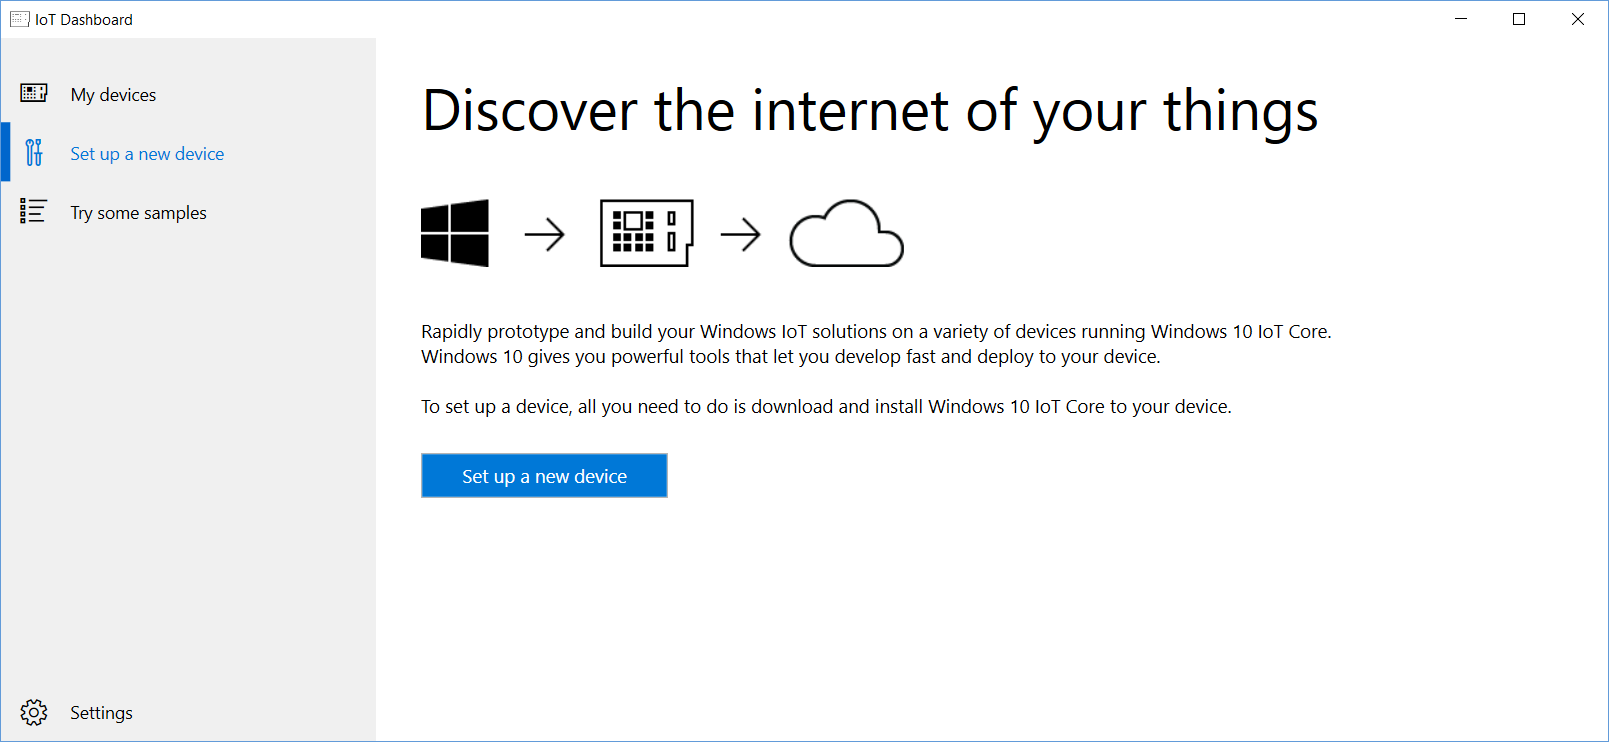 IoT Dashboard
My devices
Set up a new device
Try some samples
Settings
Discover the internet of your things
Rapidly prototype and build your Windows IoT solutions on a variety of devices running Windows 10 IoT Core.
Windows 10 gives you powerful tools that let you develop fast and deploy to your device.
To set up a device, all you need to do is download and install Windows 10 IoT Core to your device.
Set up a new device